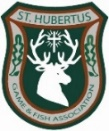 ST. HUBERTUS
GAME & FISH ASSOCIATION